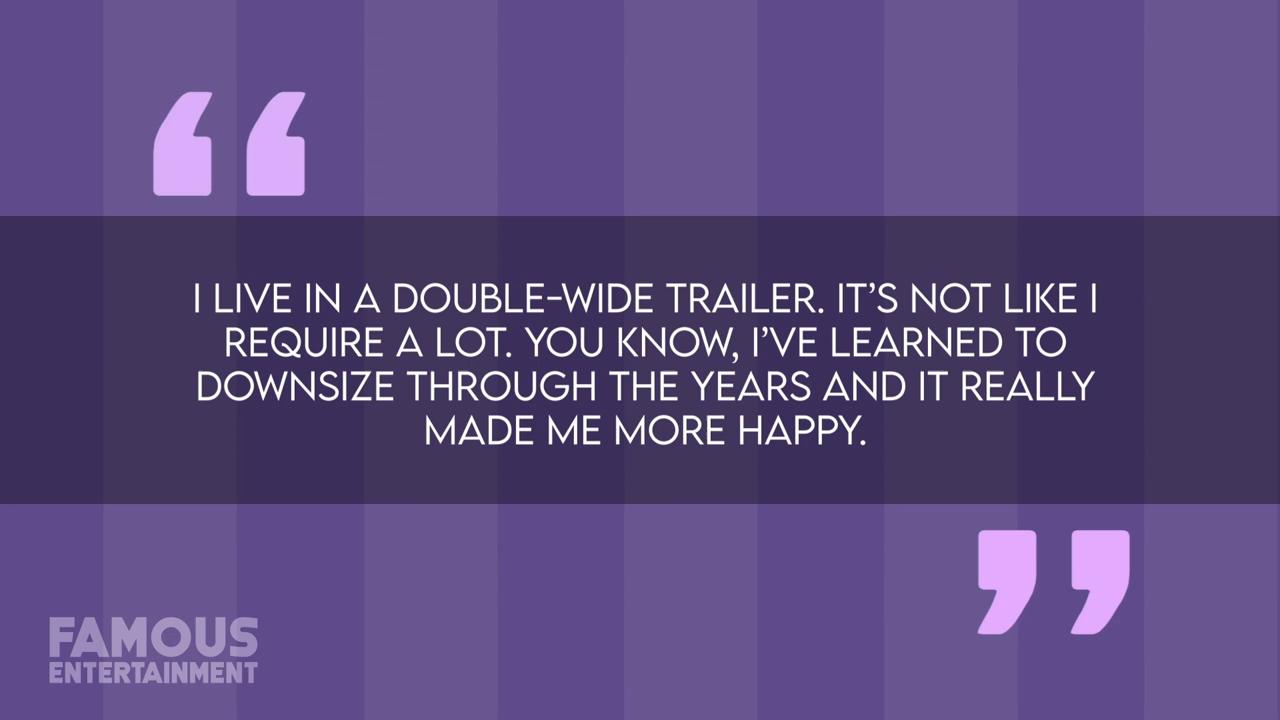 “
I LIVE IN A DOUBLE-WIDE TRAILER. IT’S NOT LIKE I
REQUIRE A LOT. YOU KNOW, I’VE LEARNED TO
DOWNSIZE THROUGH THE YEARS AND IT REALLY
MADE ME MORE HAPPY.
”
FAMOUS
ENTERTAINMENT